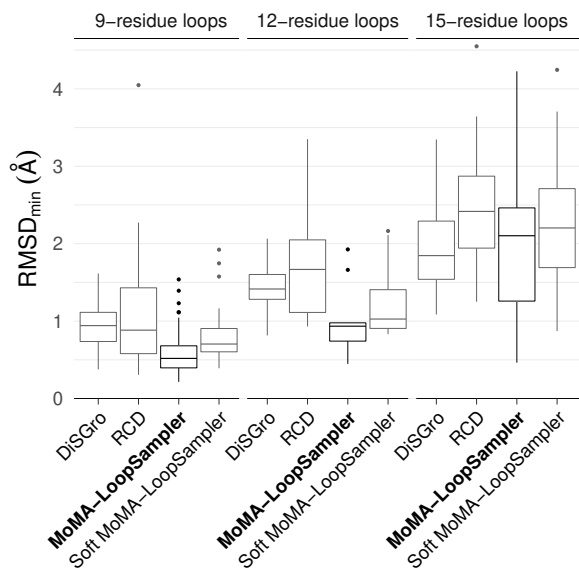 9−residue loops 12−residue loops 15−residue loops
RMSDmin (Å)
4
3
2
1
0
DiSGro
RCD
MoMA−LoopSampler
Soft MoMA−LoopSampler
DiSGro
RCD
MoMA−LoopSampler
Soft MoMA−LoopSampler
DiSGro
RCD
MoMA−LoopSampler
Soft MoMA−LoopSampler